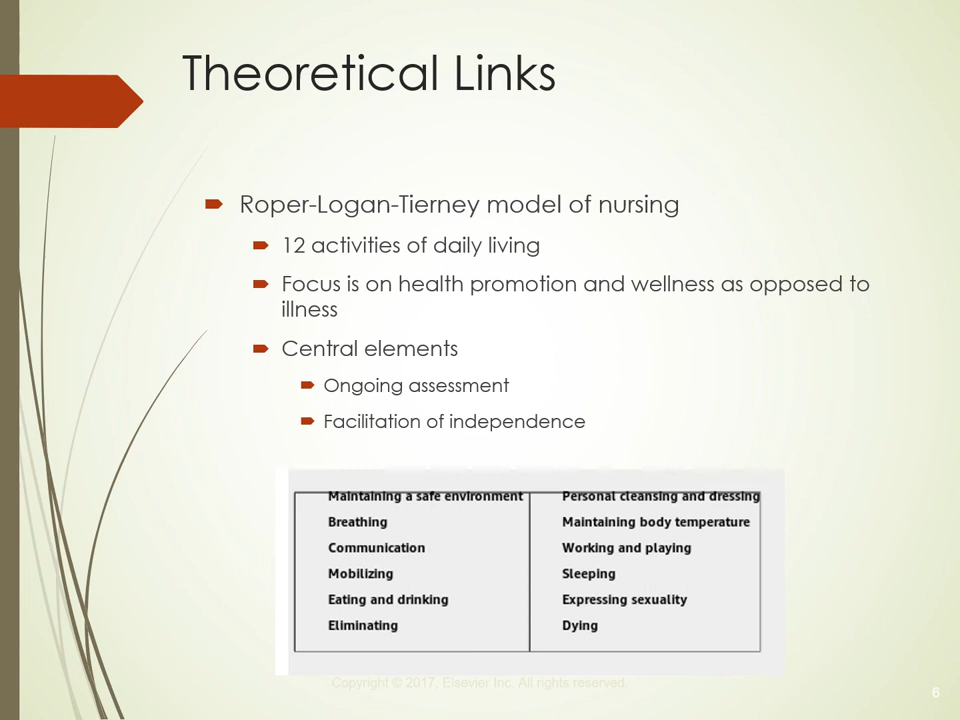 Theoretical Links
Roper-Logan-Tierney model of nursing
12 activities of daily living
Focus is on health promotion and wellness as opposed to
illness
Central elements
Ongoing assessment
Facilitation of independence
Maintaining a safe environment
Breathing
Communication
Mobilizing
Eating and drinking
Eliminating
Personal cleansing and dressing
Maintaining body temperature
Working and playing
Sleeping
Expressing sexuality
Dying
Copyright © 2017, Elsevier Inc. All rights reserved.
6